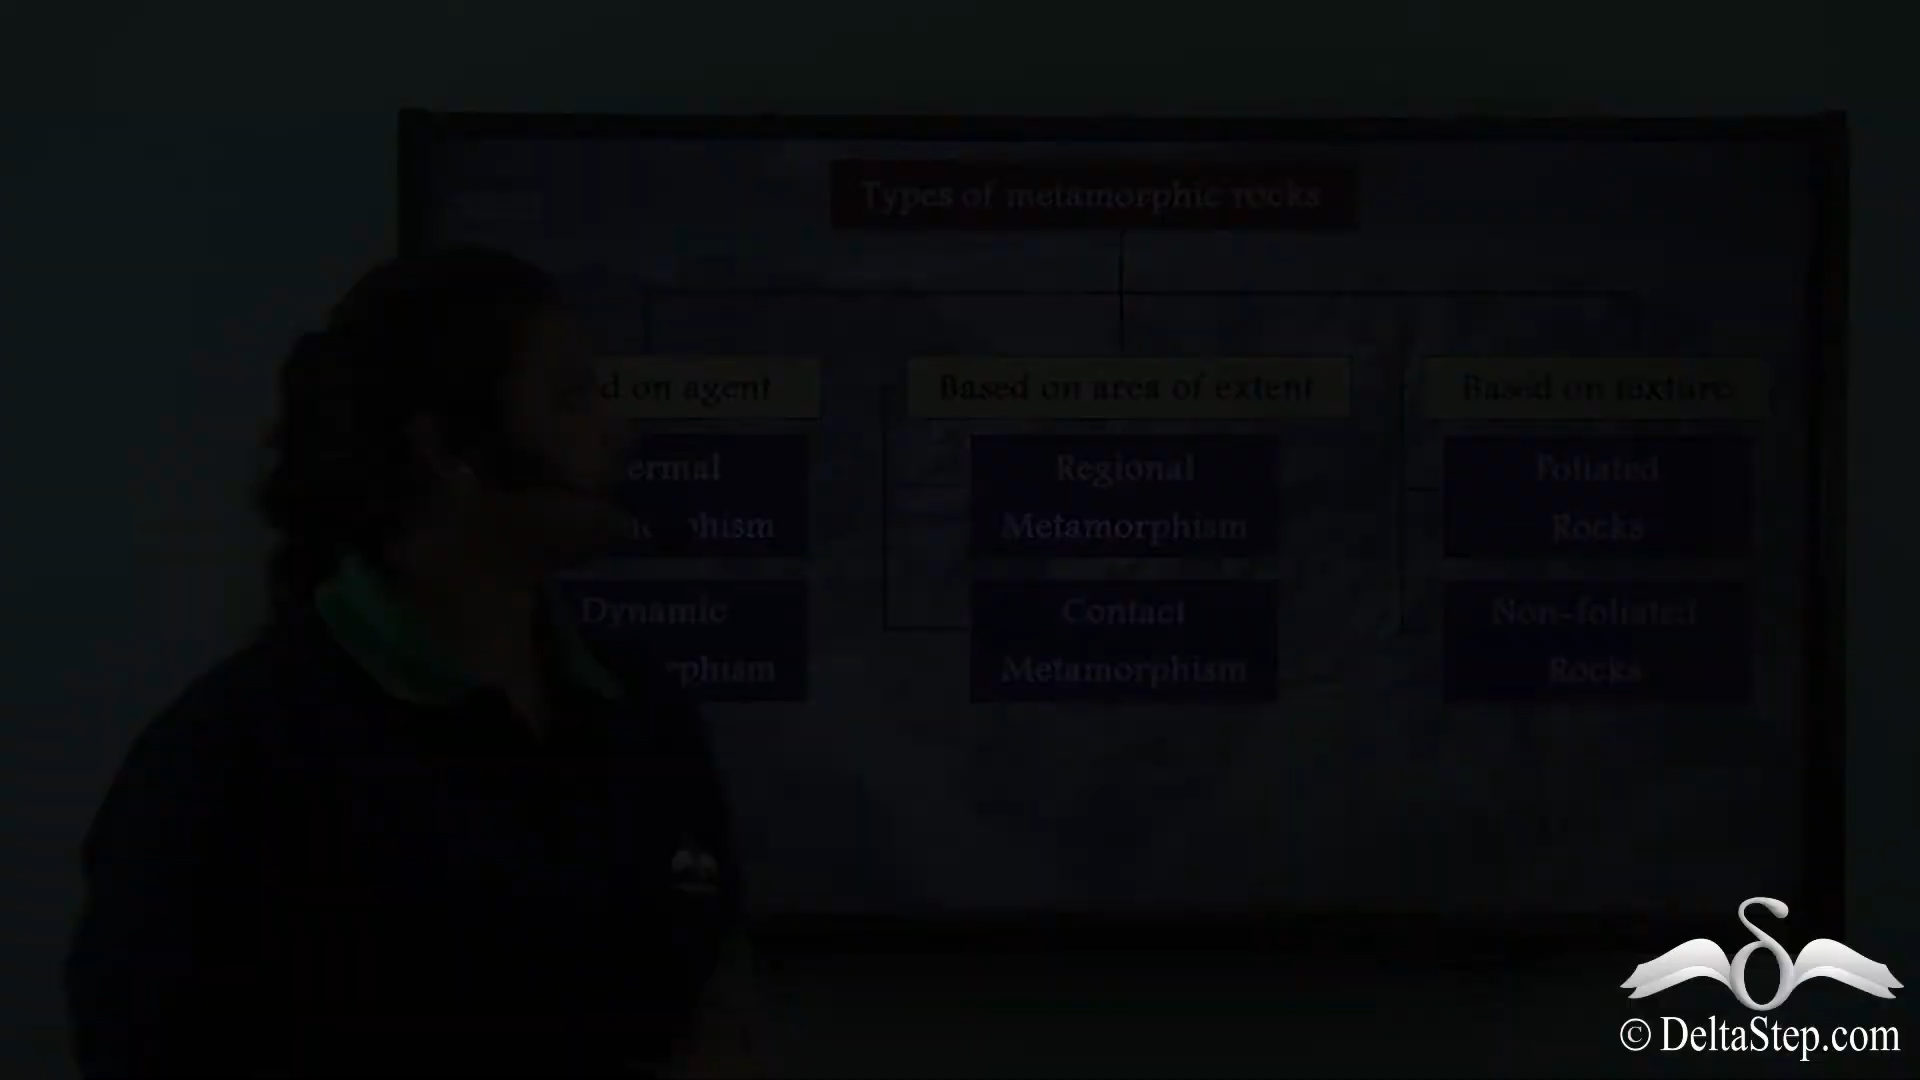 Types of metamorphic rocks
d on agent
Based on area of extent
Based on texture
ermal
phism
Regional
Metamorphism
Foliated
Rocks
Dynamic
phism
Contact
Metamorphism
Non-foliated
Rocks
© DeltaStep.com